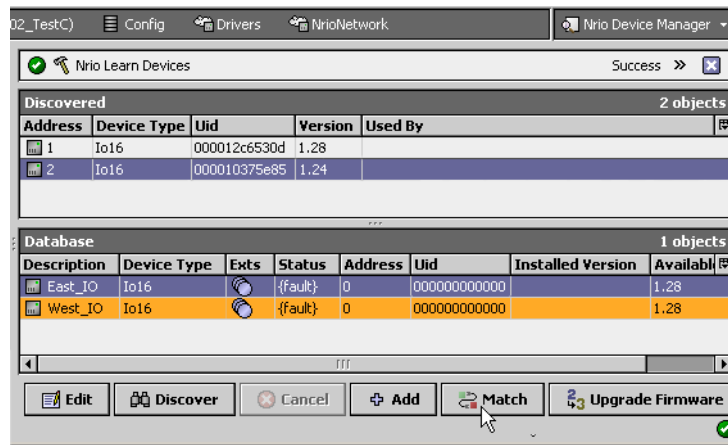 02_TestC) Config Drivers NrioNetwork Nrio Device Manager
Nrio Learn Devices Success »
Discovered 2 objects
Address Device Type Uid Version Used By
1 Io16 000012c6530d 1.28
2 Io16 000010375e85 1.24
Database 1 objects
Description Device Type Exts Status Address Uid Installed Version Availabl
East_IO Io16 {fault} 0 000000000000 1.28
West_IO Io16 {fault} 0 000000000000 1.28
Edit Discover Cancel Add Match Upgrade Firmware